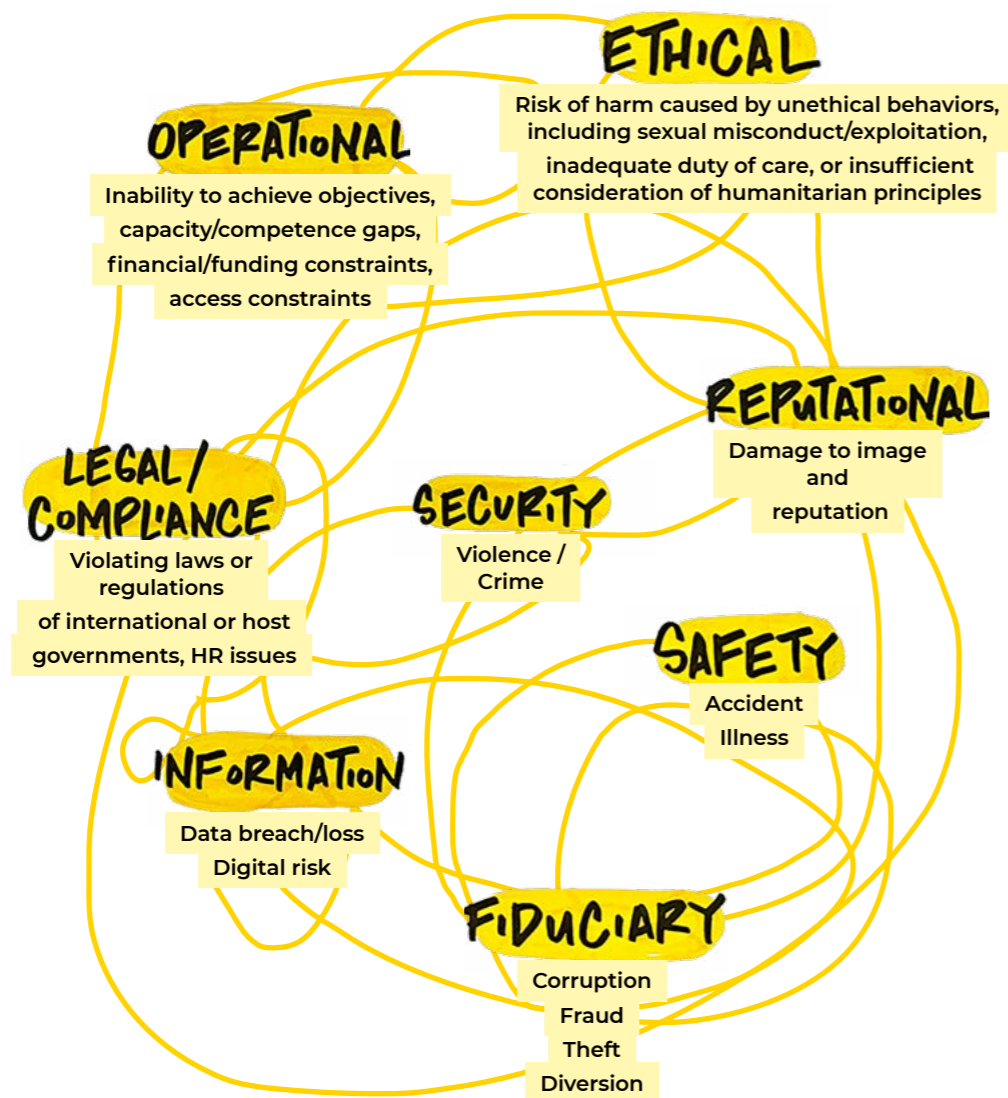 ETHICAL
Risk of harm caused by unethical behaviors,
including sexual misconduct/exploitation,
inadequate duty of care, or insufficient
consideration of humanitarian principles
OPERATIONAL
Inability to achieve objectives,
capacity/competence gaps,
financial/funding constraints,
access constraints
REPUTATIONAL
Damage to image
and
reputation
LEGAL/
COMPLIANCE
Violating laws or
regulations
of international or host
governments, HR issues
SECURITY
Violence /
Crime
SAFETY
Accident
Illness
INFORMATION
Data breach/loss
Digital risk
FIDUCIARY
Corruption
Fraud
Theft
Diversion